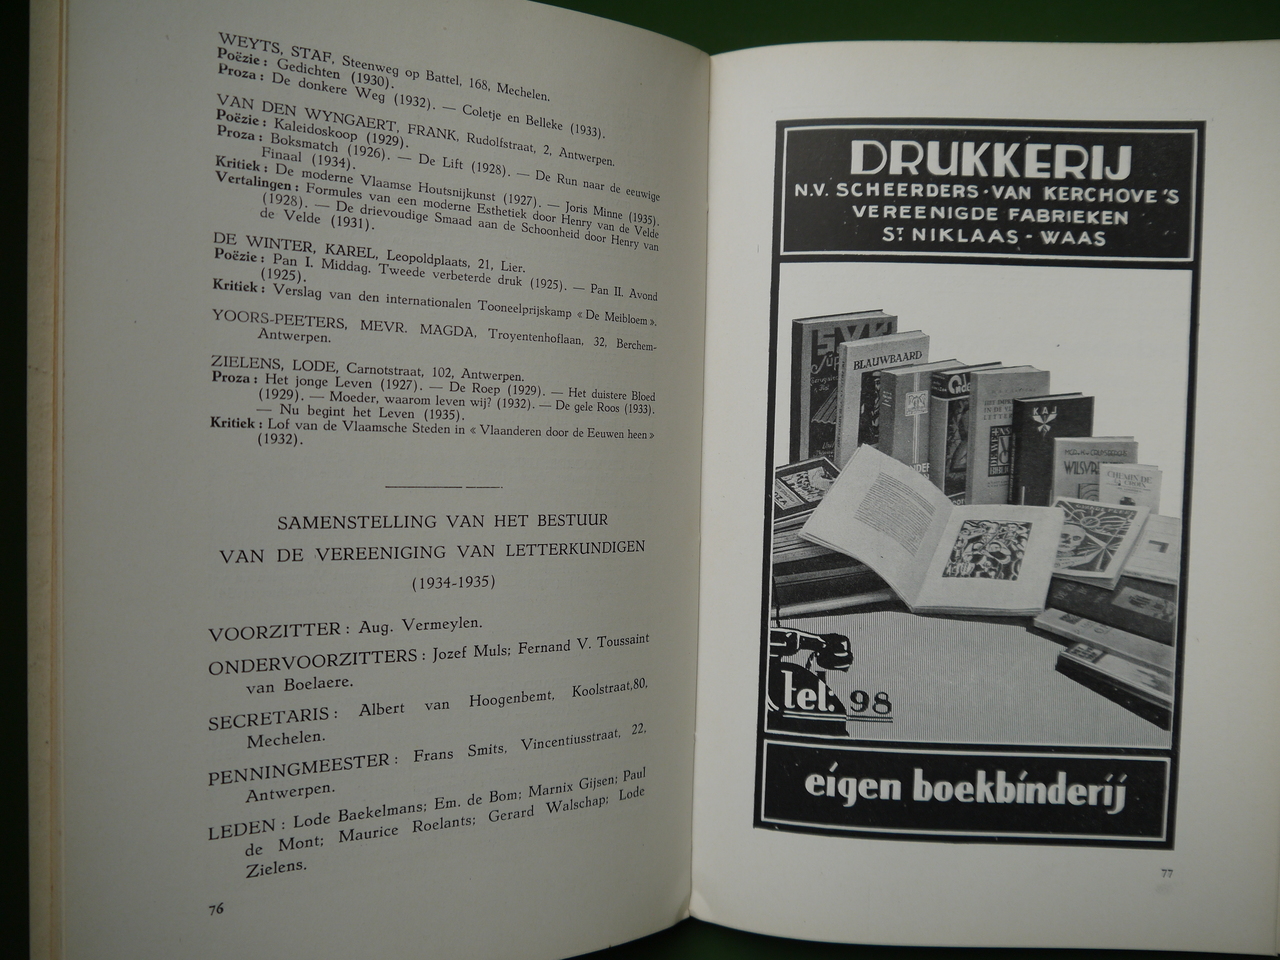 WEYTS, STAF, Steenweg op Battel, 168, Mechelen.
Poëzie : Gedichten (1930).
Proza : De donkere Weg (1932). — Coletje en Belleke (1933).
VAN DEN WYNGAERT, FRANK, Rudolfstraat, 2, Antwerpen.
Poëzie : Kaleidoskoop (1929).
Proza : Boksmatch (1926). — De Lift (1928). — De Run naar de eeuwige
Finaal (1934).
Kritiek : De moderne Vlaamse Houtsnijkunst (1927). — Joris Minne (1935).
Vertalingen : Formules van een moderne Esthetiek door Henry van de Velde
(1928). — De drievoudige Smaad aan de Schoonheid door Henry van
de Velde (1931).
DE WINTER, KAREL, Leopoldplaats, 21, Lier.
Poëzie : Pan I. Middag. Tweede verbeterde druk (1925). — Pan II. Avond
(1925).
Kritiek : Verslag van den internationalen Tooneelprijskamp « De Meibloem ».
YOORS-PEETERS, MEVR. MAGDA, Troyentenhoflaan, 32, Berchem-
Antwerpen.
ZIELENS, LODE, Carnotstraat, 102, Antwerpen.
Proza : Het jonge Leven (1927). — De Roep (1929). — Het duistere Bloed
(1929). — Moeder, waarom leven wij? (1932). — De gele Roos (1933).
— Nu begint het Leven (1935).
Kritiek : Lof van de Vlaamsche Steden in « Vlaanderen door de Eeuwen heen »
(1932).
SAMENSTELLING VAN HET BESTUUR
VAN DE VEREENIGING VAN LETTERKUNDIGEN
(1934-1935)
VOORZITTER : Aug. Vermeylen.
ONDERVOORZITTERS : Jozef Muls; Fernand V. Toussaint
van Boelaere.
SECRETARIS : Albert van Hoogenbemt, Koolstraat,80,
Mechelen.
PENNINGMEESTER : Frans Smits, Vincentiusstraat, 22,
Antwerpen.
LEDEN : Lode Baekelmans; Em. de Bom; Marnix Gijsen; Paul
de Mont; Maurice Roelants; Gerard Walschap; Lode
Zielens.
76
DRUKKERIJ
N.V. SCHEERDERS-VAN KERCHOVE'S
VEREENIGDE FABRIEKEN
ST NIKLAAS - WAAS
BLAUWBAARD
KAJ
CHEMIN DE
CROIX
tel: 98
eigen boekbinderij
77